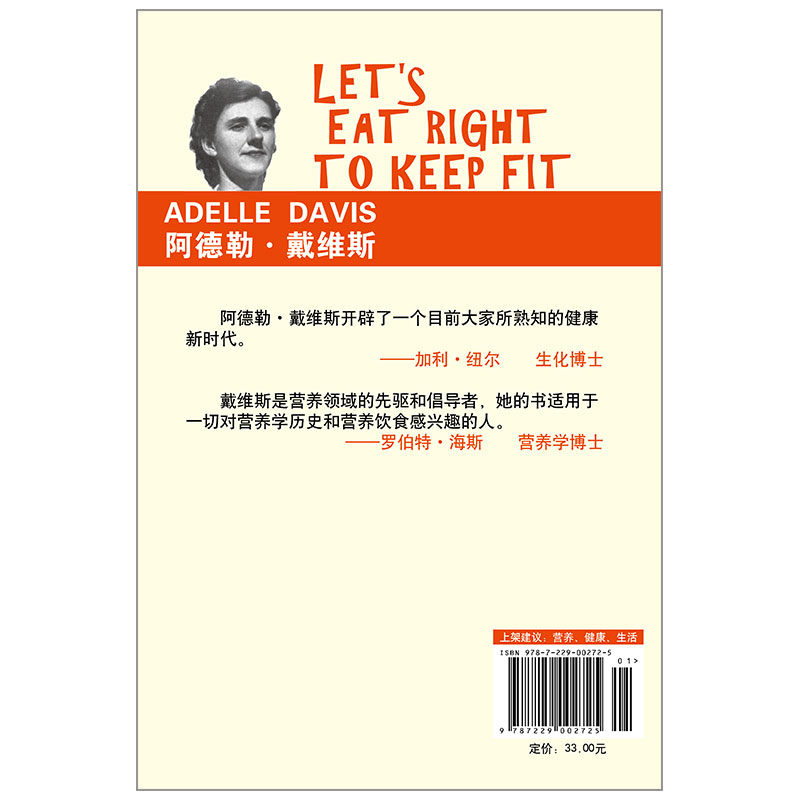 LET'S
EAT RIGHT
TO KEEP FIT
ADELLE DAVIS
阿德勒·戴维斯
阿德勒·戴维斯开辟了一个目前大家所熟知的健康
新时代。
——加利·纽尔 生化博士
戴维斯是营养领域的先驱和倡导者，她的书适用于
一切对营养学历史和营养饮食感兴趣的人。
——罗伯特·海斯 营养学博士
上架建议：营养、健康、生活
ISBN 978-7-229-00272-5
01>
9 787229 002725
定价：33.00元